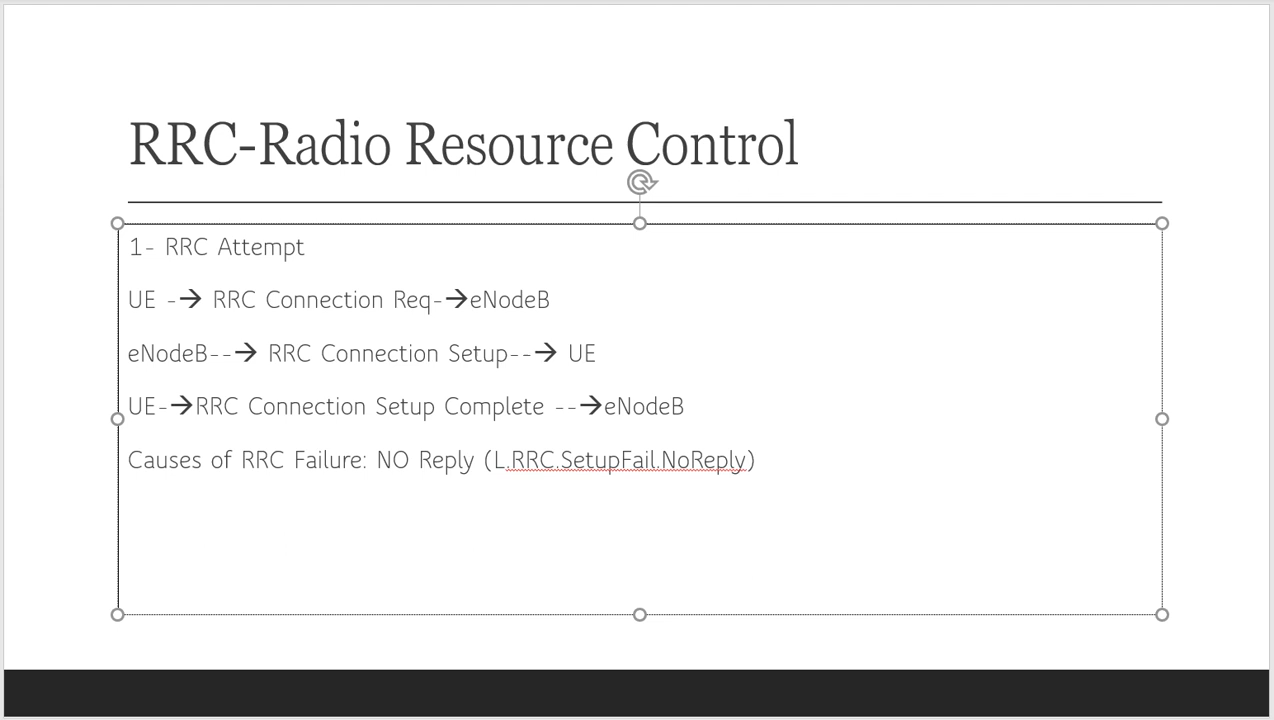 RRC-Radio Resource Control
1- RRC Attempt
UE -→ RRC Connection Req-→eNodeB
eNodeB--→ RRC Connection Setup--→ UE
UE-→RRC Connection Setup Complete --→eNodeB
Causes of RRC Failure: NO Reply (L.RRC.SetupFail.NoReply)